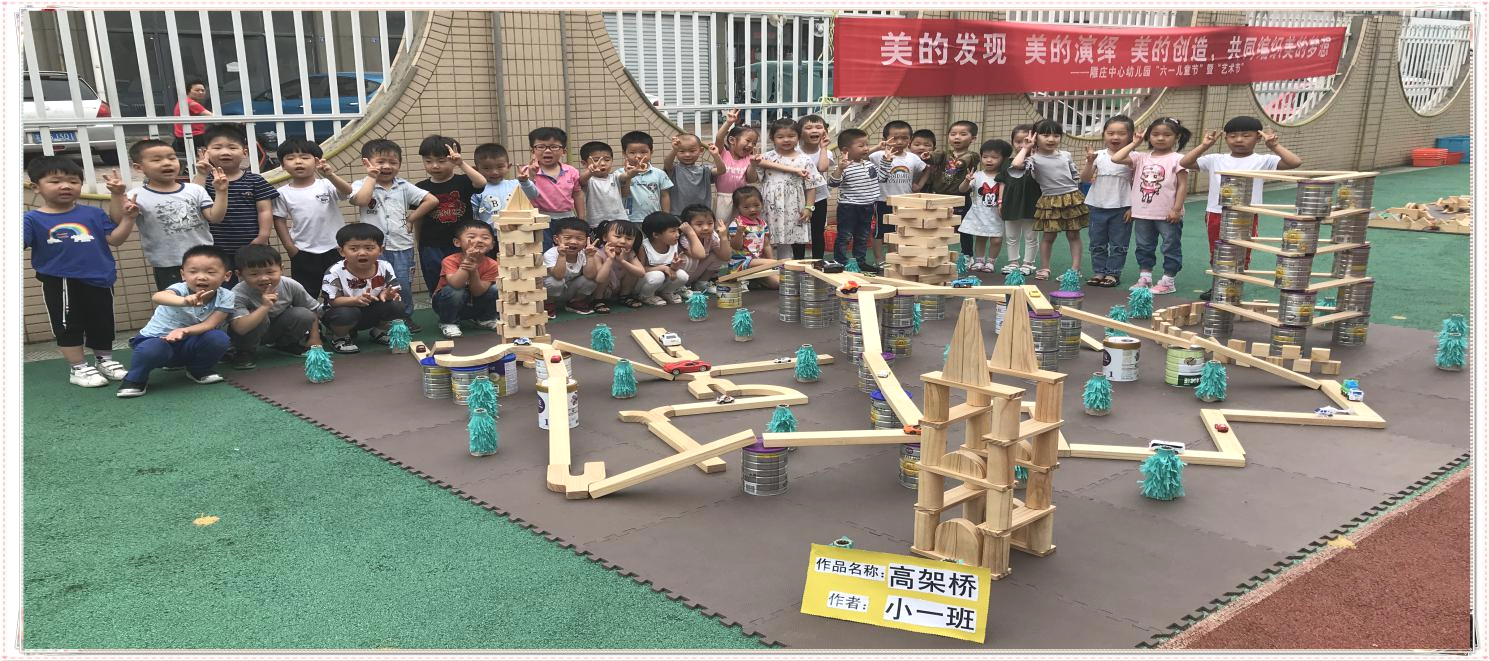 美的发现 美的演绎 美的创造，共同编织美的梦想
——雕庄中心幼儿园“六一儿童节”暨“艺术节”
作品名称：高架桥
作者：小一班